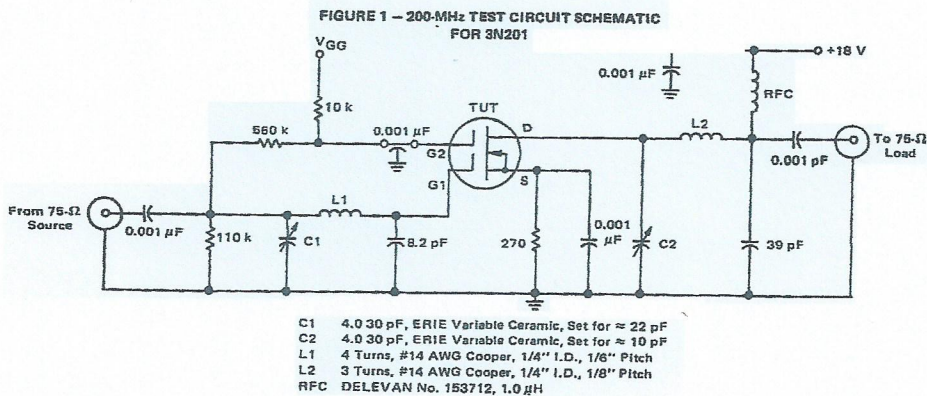 FIGURE 1 – 200-MHz TEST CIRCUIT SCHEMATIC
FOR 3N201
VGG
+18 V
0.001 µF
RFC
10 k
TUT
560 k
0.001 µF
G2
D
L2
0.001 pF
To 75-Ω
Load
G1
S
From 75-Ω
Source
0.001 µF
L1
110 k
C1
8.2 pF
270
0.001
µF
C2
39 pF
C1 4.0 30 pF, ERIE Variable Ceramic, Set for ≈ 22 pF
C2 4.0 30 pF, ERIE Variable Ceramic, Set for ≈ 10 pF
L1 4 Turns, #14 AWG Cooper, 1/4" I.D., 1/6" Pitch
L2 3 Turns, #14 AWG Cooper, 1/4" I.D., 1/8" Pitch
RFC DELEVAN No. 153712, 1.0 µH